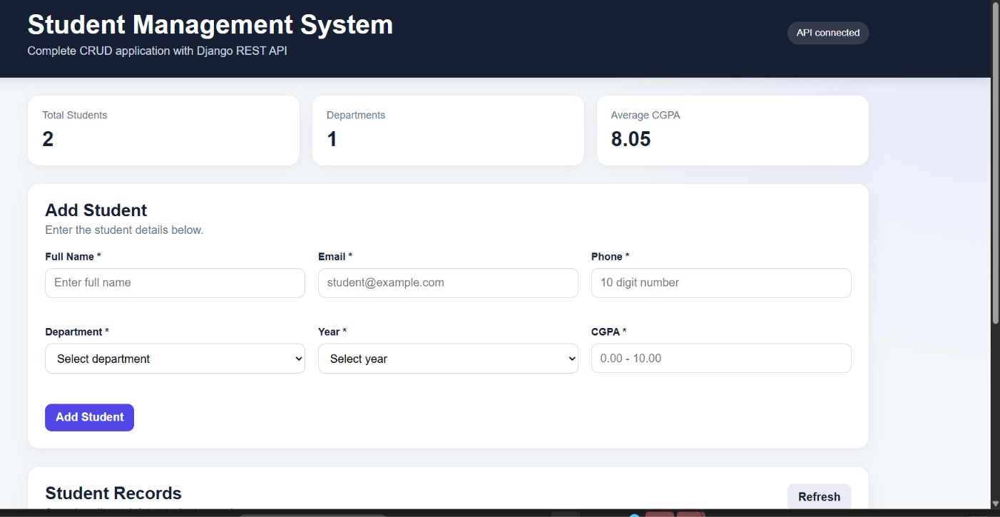 Student Management System
Complete CRUD application with Django REST API
API connected
Total Students
2
Departments
1
Average CGPA
8.05
Add Student
Enter the student details below.
Full Name *
Enter full name
Email *
student@example.com
Phone *
10 digit number
Department *
Select department
Year *
Select year
CGPA *
0.00 - 10.00
Add Student
Student Records
Refresh